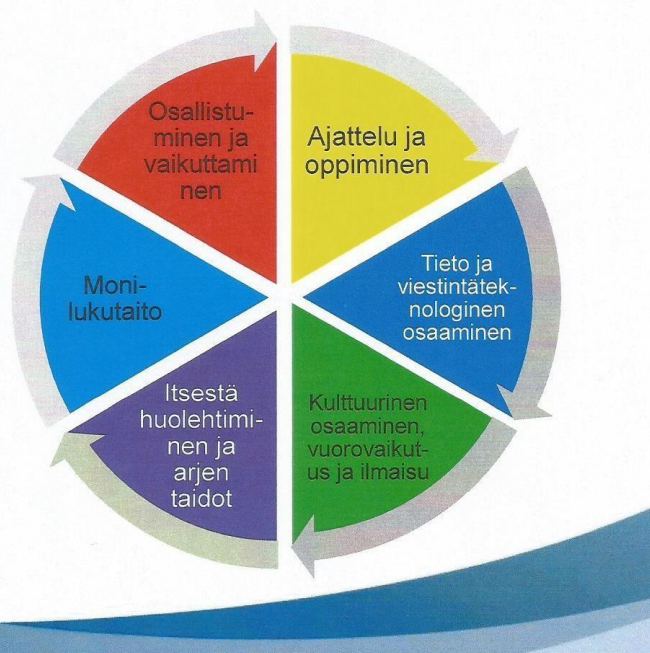 Osallistu-
minen ja
vaikuttami
nen
Ajattelu ja
oppiminen
Tieto ja
viestintätek-
nologinen
osaaminen
Kulttuurinen
osaaminen,
vuorovaikut-
us ja ilmaisu
Itsestä
huolehtimi-
nen ja
arjen
taidot
Moni-
lukutaito